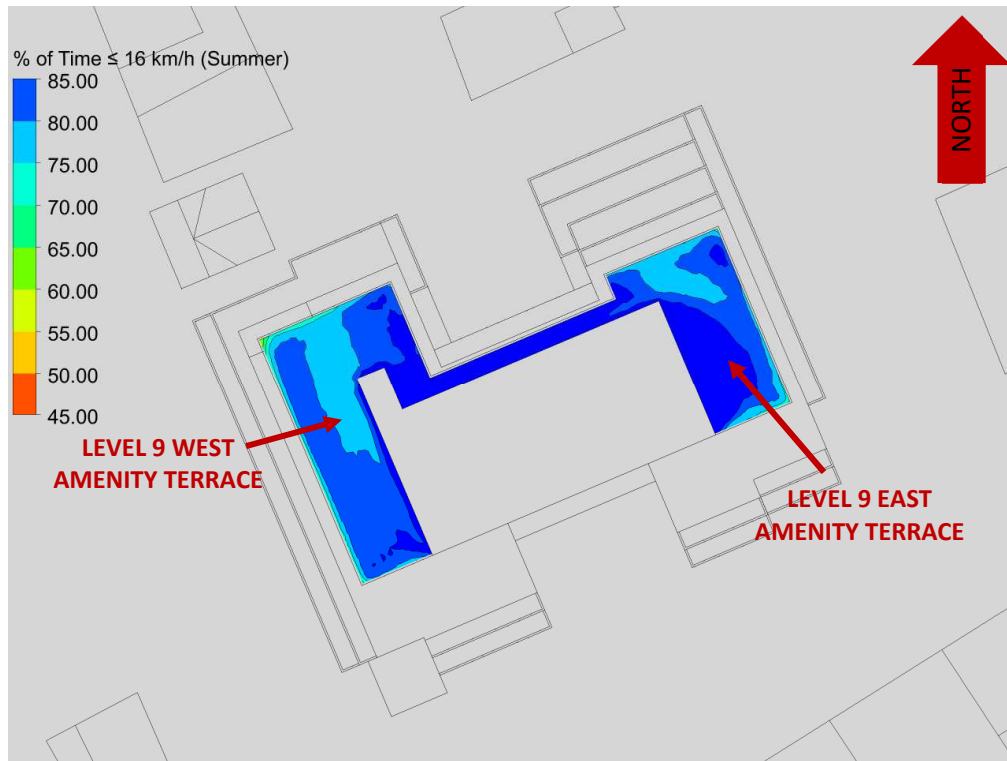 % of Time ≤ 16 km/h (Summer)
85.00
80.00
75.00
70.00
65.00
60.00
55.00
50.00
45.00
NORTH
LEVEL 9 WEST
AMENITY TERRACE
LEVEL 9 EAST
AMENITY TERRACE